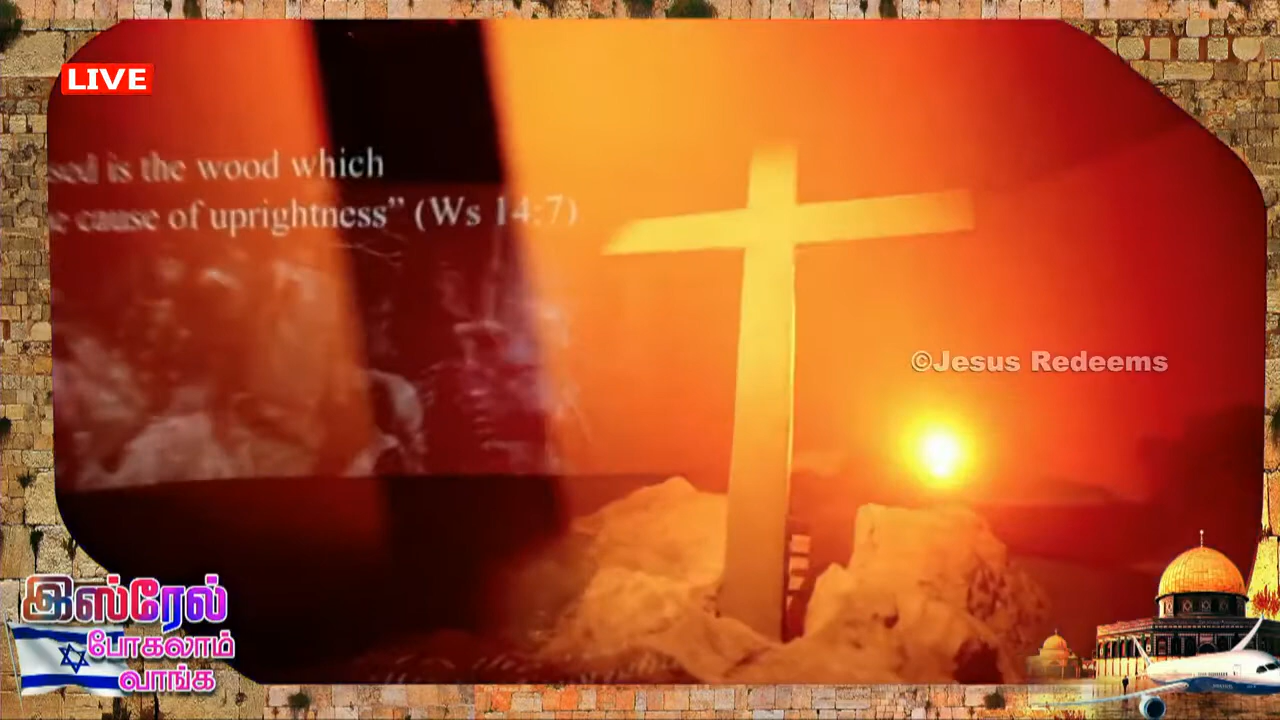 LIVE
is the wood which
cause of uprightness” (Ws 14:7)
©Jesus Redeems
இஸ்ரேல்
போகலாம்
வாங்க